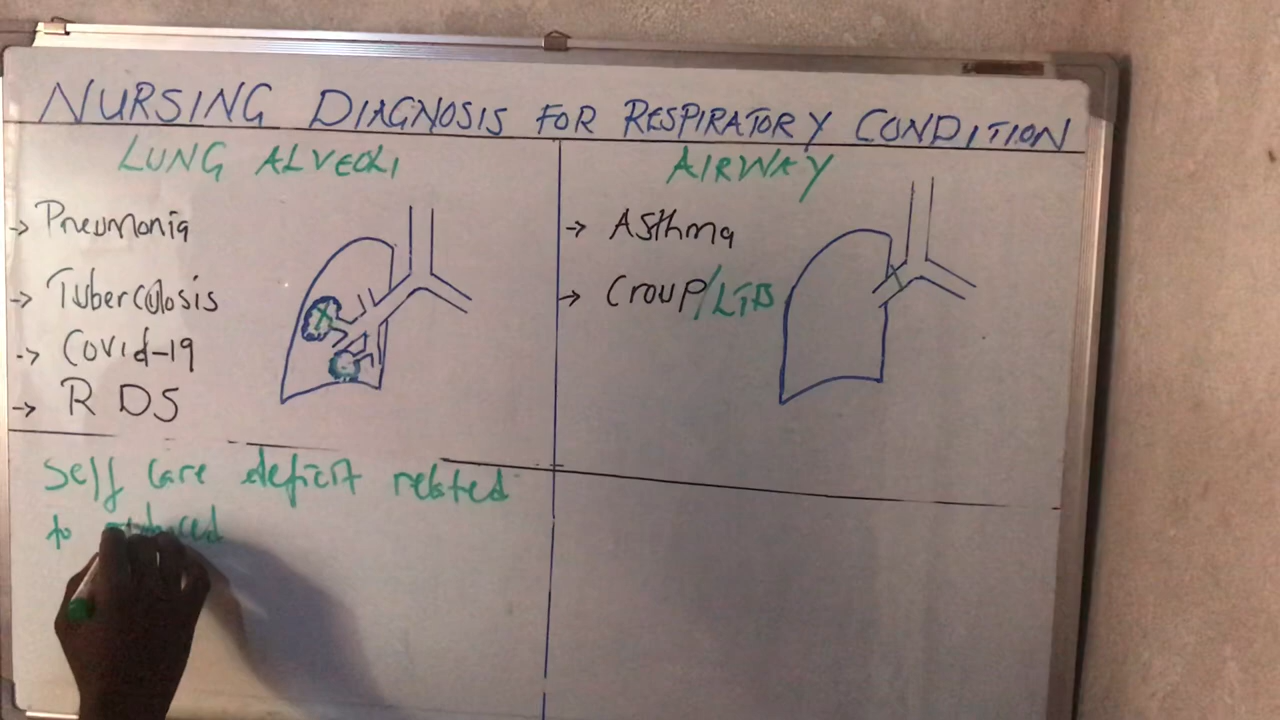 NURSING DIAGNOSIS FOR RESPIRATORY CONDITION
LUNG ALVEOLI
→ Pneumonia
→ Tuberculosis
→ Covid-19
→ R D S
AIRWAY
→ Asthma
→ Croup/LTB
Self care deficit related
to